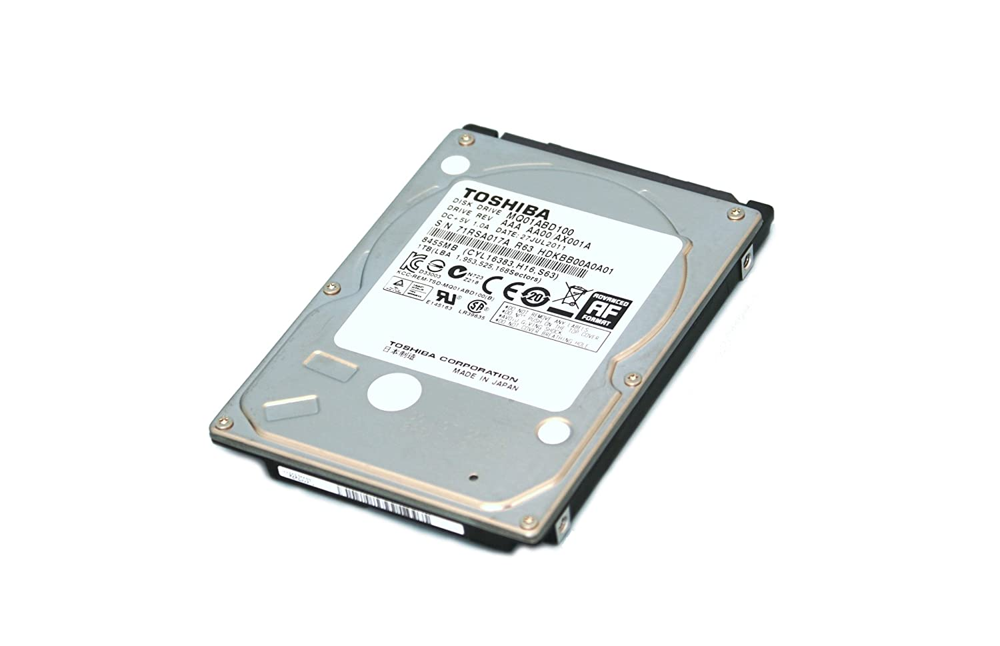 TOSHIBA
DISK DRIVE MQ01ABD100
DRIVE REV AAA AA00/AX001A
DC+5V 1.0A DATE:27JUL2011
S N 71RSA017A R63 HDKBB00A0A01
8455MB (CYL16383,H16,S63)
1TB(LBA 1,953,525,168Sectors)
D33003
N723
Z218
KCC-REM-TSD-MQ01ABD100(B)
E145163
LR39635
20
ADVANCED
AF
FORMAT
*DO NOT REMOVE ANY LABELS
*DO NOT PUSH ON THE TOP COVER
*AVOID GIVING SHOCK
*DO NOT COVER BREATHING HOLE
TOSHIBA CORPORATION
日本制造 MADE IN JAPAN